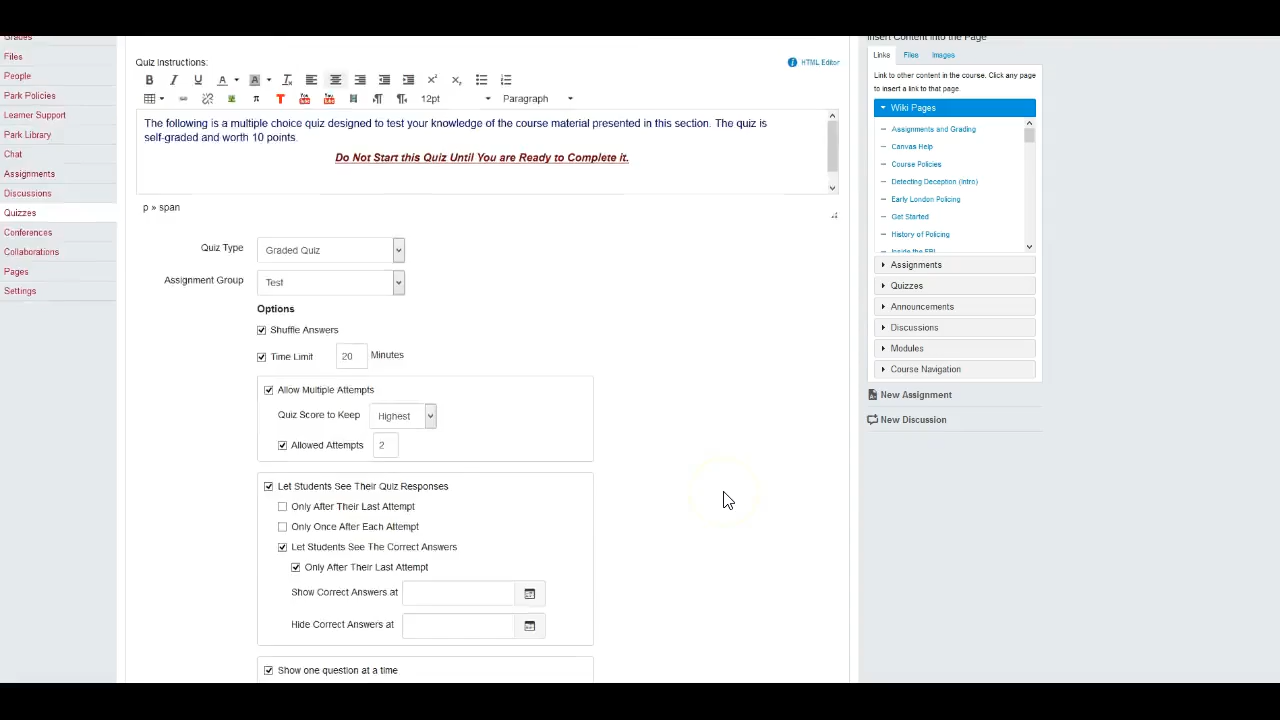 Grades
Files
People
Park Policies
Learner Support
Park Library
Chat
Assignments
Discussions
Quizzes
Conferences
Collaborations
Pages
Settings
Quiz Instructions:
HTML Editor
12pt
Paragraph
The following is a multiple choice quiz designed to test your knowledge of the course material presented in this section. The quiz is
self-graded and worth 10 points.
Do Not Start this Quiz Until You are Ready to Complete it.
p » span
Quiz Type Graded Quiz
Assignment Group Test
Options
Shuffle Answers
Time Limit 20 Minutes
Allow Multiple Attempts
Quiz Score to Keep Highest
Allowed Attempts 2
Let Students See Their Quiz Responses
Only After Their Last Attempt
Only Once After Each Attempt
Let Students See The Correct Answers
Only After Their Last Attempt
Show Correct Answers at
Hide Correct Answers at
Show one question at a time
Insert Content into the Page
Links Files Images
Link to other content in the course. Click any page
to insert a link to that page.
Wiki Pages
Assignments and Grading
Canvas Help
Course Policies
Detecting Deception (Intro)
Early London Policing
Get Started
History of Policing
Inside the FBI
Assignments
Quizzes
Announcements
Discussions
Modules
Course Navigation
New Assignment
New Discussion